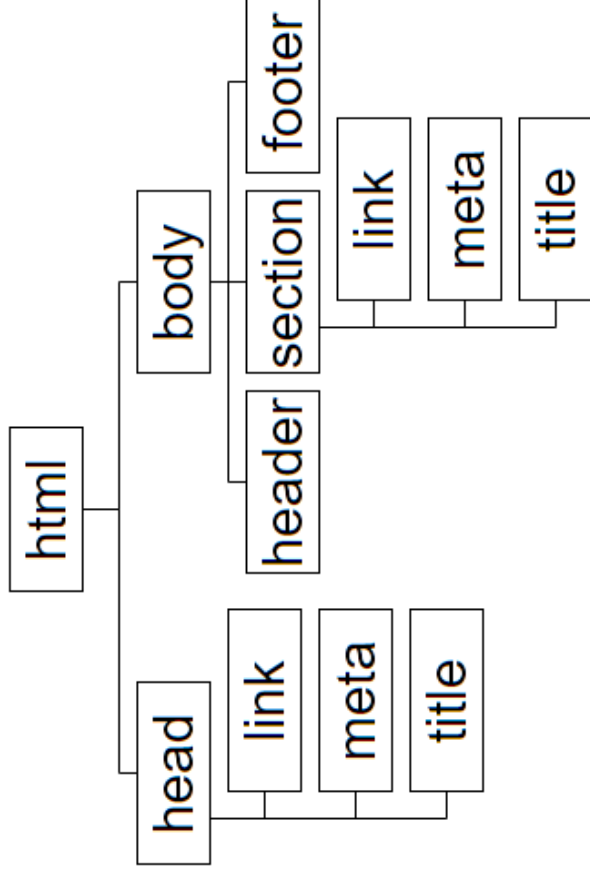 html
head
body
link
meta
title
header
section
footer
link
meta
title